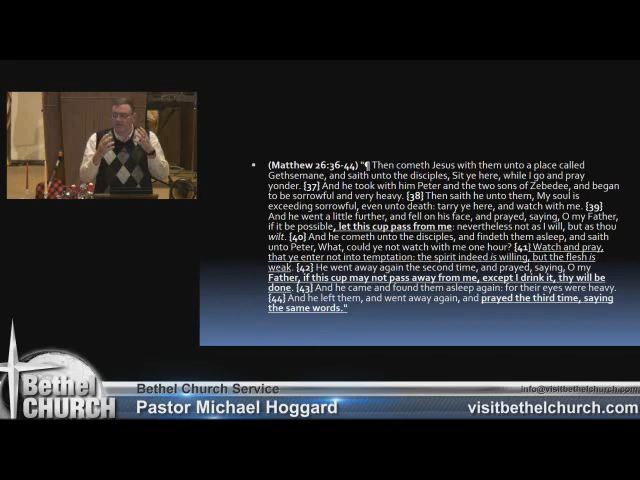 (Matthew 26:36-44) "¶ Then cometh Jesus with them unto a place called
Gethsemane, and saith unto the disciples, Sit ye here, while I go and pray
yonder. {37} And he took with him Peter and the two sons of Zebedee, and began
to be sorrowful and very heavy. {38} Then saith he unto them, My soul is
exceeding sorrowful, even unto death: tarry ye here, and watch with me. {39}
And he went a little further, and fell on his face, and prayed, saying, O my Father,
if it be possible, let this cup pass from me: nevertheless not as I will, but as thou
wilt. {40} And he cometh unto the disciples, and findeth them asleep, and saith
unto Peter, What, could ye not watch with me one hour? {41} Watch and pray,
that ye enter not into temptation: the spirit indeed is willing, but the flesh is
weak. {42} He went away again the second time, and prayed, saying, O my
Father, if this cup may not pass away from me, except I drink it, thy will be
done. {43} And he came and found them asleep again: for their eyes were heavy.
{44} And he left them, and went away again, and prayed the third time, saying
the same words."
Bethel
CHURCH
Bethel Church Service
info@visitbethelchurch.com
Pastor Michael Hoggard
visitbethelchurch.com